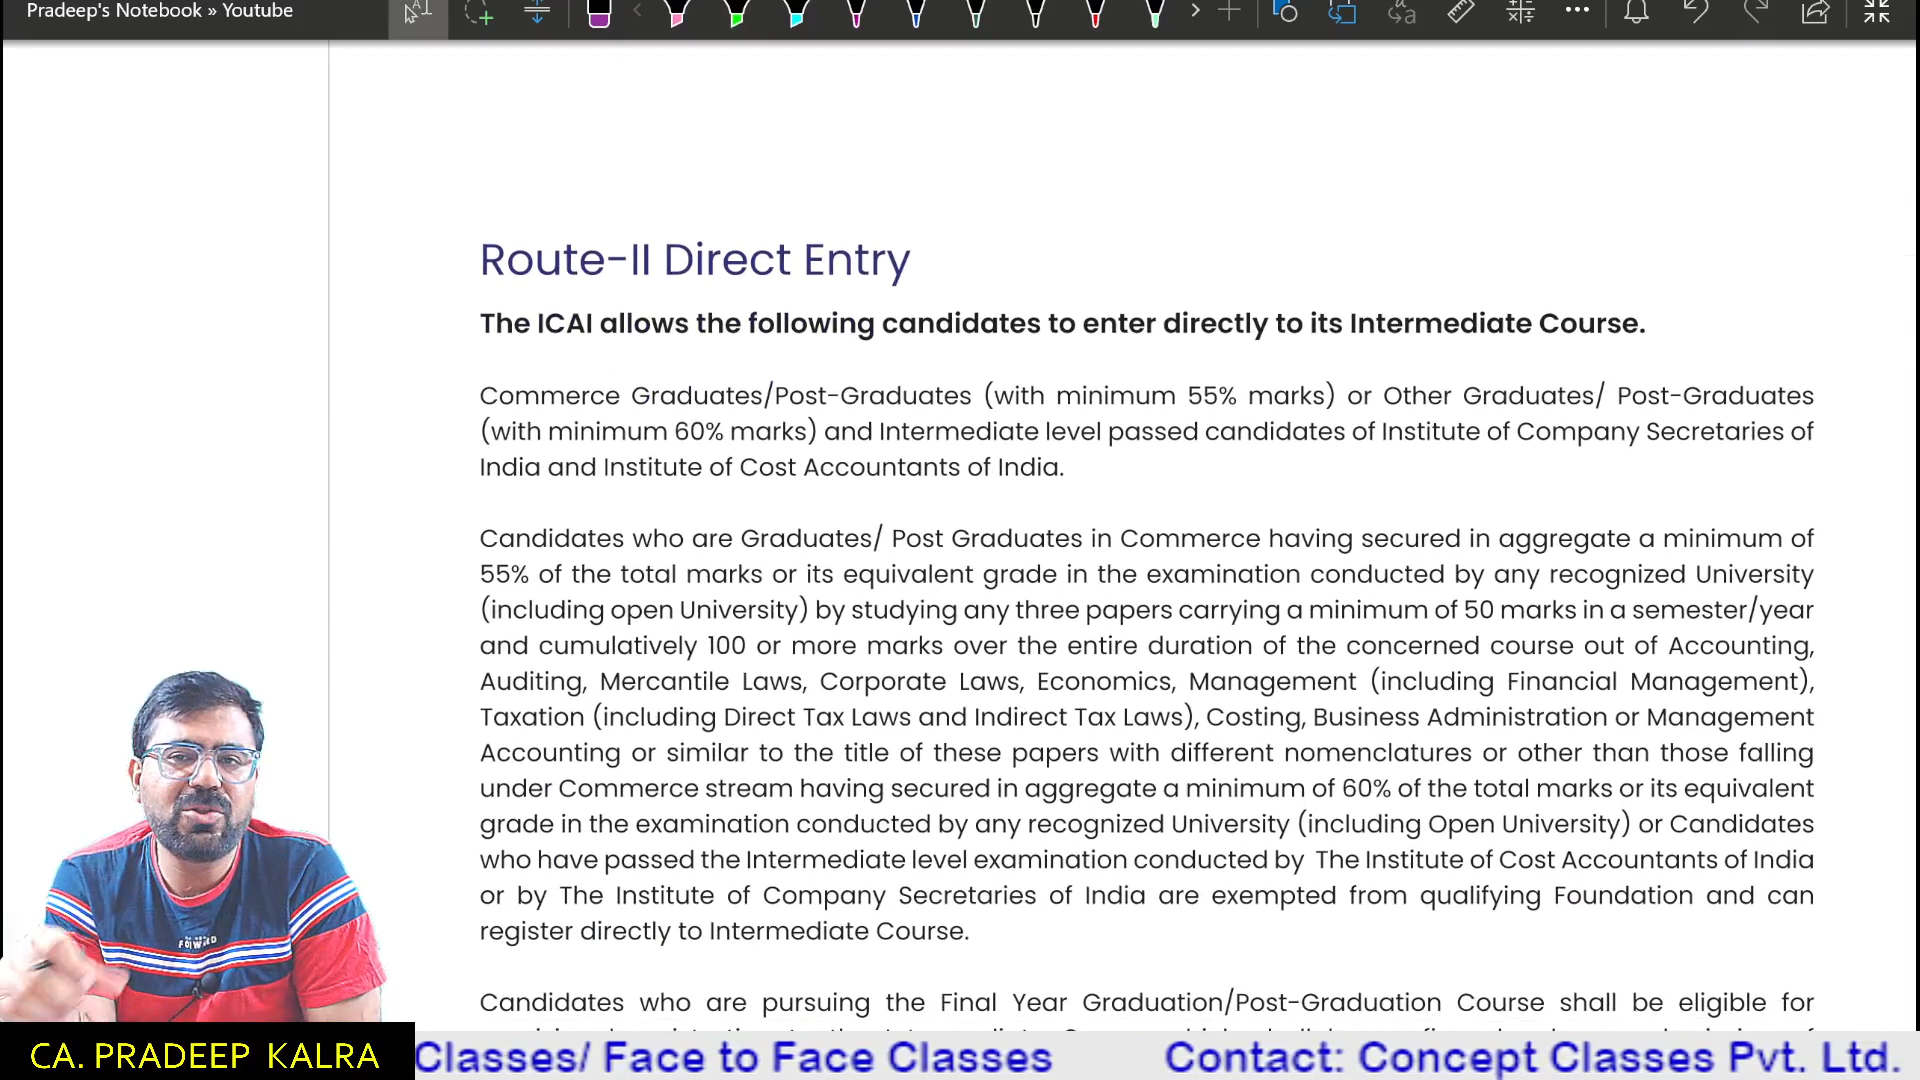 Pradeep's Notebook » Youtube
Route-II Direct Entry
The ICAI allows the following candidates to enter directly to its Intermediate Course.
Commerce Graduates/Post-Graduates (with minimum 55% marks) or Other Graduates/ Post-Graduates
(with minimum 60% marks) and Intermediate level passed candidates of Institute of Company Secretaries of
India and Institute of Cost Accountants of India.
Candidates who are Graduates/ Post Graduates in Commerce having secured in aggregate a minimum of
55% of the total marks or its equivalent grade in the examination conducted by any recognized University
(including open University) by studying any three papers carrying a minimum of 50 marks in a semester/year
and cumulatively 100 or more marks over the entire duration of the concerned course out of Accounting,
Auditing, Mercantile Laws, Corporate Laws, Economics, Management (including Financial Management),
Taxation (including Direct Tax Laws and Indirect Tax Laws), Costing, Business Administration or Management
Accounting or similar to the title of these papers with different nomenclatures or other than those falling
under Commerce stream having secured in aggregate a minimum of 60% of the total marks or its equivalent
grade in the examination conducted by any recognized University (including Open University) or Candidates
who have passed the Intermediate level examination conducted by The Institute of Cost Accountants of India
or by The Institute of Company Secretaries of India are exempted from qualifying Foundation and can
register directly to Intermediate Course.
Candidates who are pursuing the Final Year Graduation/Post-Graduation Course shall be eligible for
FORWARD
CA. PRADEEP KALRA
Classes/ Face to Face Classes Contact: Concept Classes Pvt. Ltd.